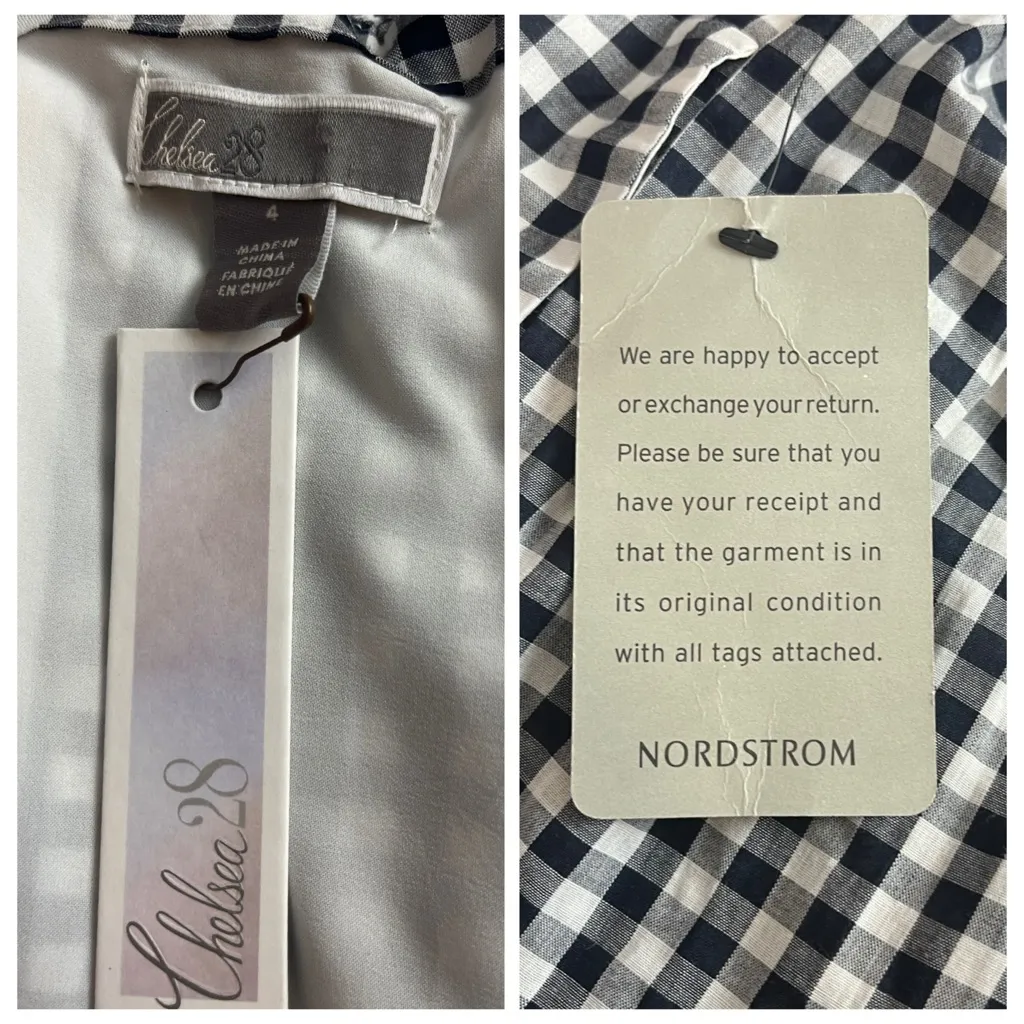 Chelsea28
4
MADE IN
CHINA
FABRIQUÉ
EN CHINE
Chelsea28
We are happy to accept
or exchange your return.
Please be sure that you
have your receipt and
that the garment is in
its original condition
with all tags attached.
NORDSTROM